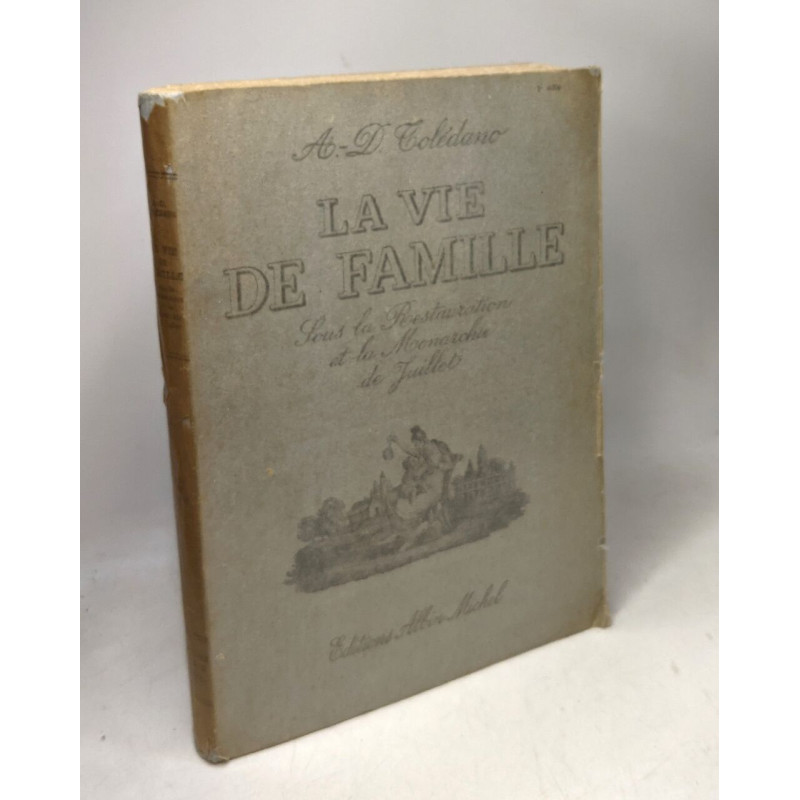 A.-D. Tolédano
LA VIE
DE FAMILLE
Sous la Restauration
et la Monarchie
de Juillet
Editions Albin Michel